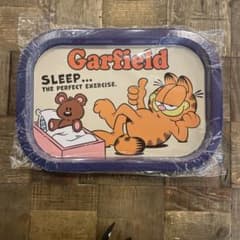 Garfield
SLEEP...
THE PERFECT EXERCISE.